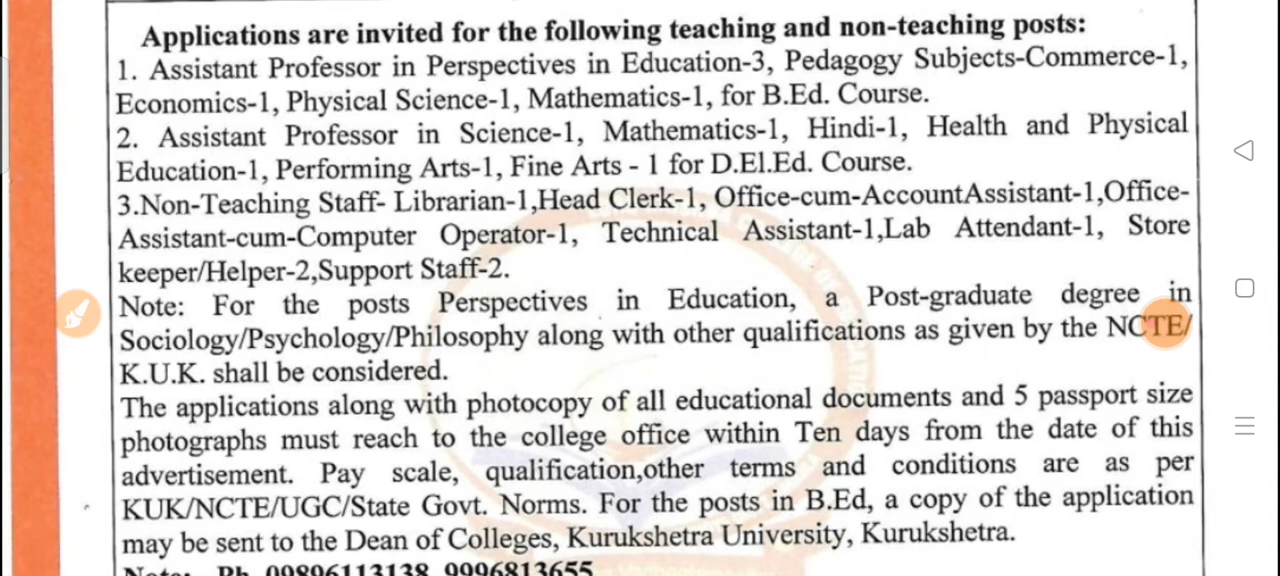 Applications are invited for the following teaching and non-teaching posts:
1. Assistant Professor in Perspectives in Education-3, Pedagogy Subjects-Commerce-1,
Economics-1, Physical Science-1, Mathematics-1, for B.Ed. Course.
2. Assistant Professor in Science-1, Mathematics-1, Hindi-1, Health and Physical
Education-1, Performing Arts-1, Fine Arts - 1 for D.El.Ed. Course.
3.Non-Teaching Staff- Librarian-1,Head Clerk-1, Office-cum-AccountAssistant-1,Office-
Assistant-cum-Computer Operator-1, Technical Assistant-1,Lab Attendant-1, Store
keeper/Helper-2,Support Staff-2.
Note: For the posts Perspectives in Education, a Post-graduate degree in
Sociology/Psychology/Philosophy along with other qualifications as given by the NCTE/
K.U.K. shall be considered.
The applications along with photocopy of all educational documents and 5 passport size
photographs must reach to the college office within Ten days from the date of this
advertisement. Pay scale, qualification,other terms and conditions are as per
KUK/NCTE/UGC/State Govt. Norms. For the posts in B.Ed, a copy of the application
may be sent to the Dean of Colleges, Kurukshetra University, Kurukshetra.
Note:- Ph. 09896113138, 9996813655